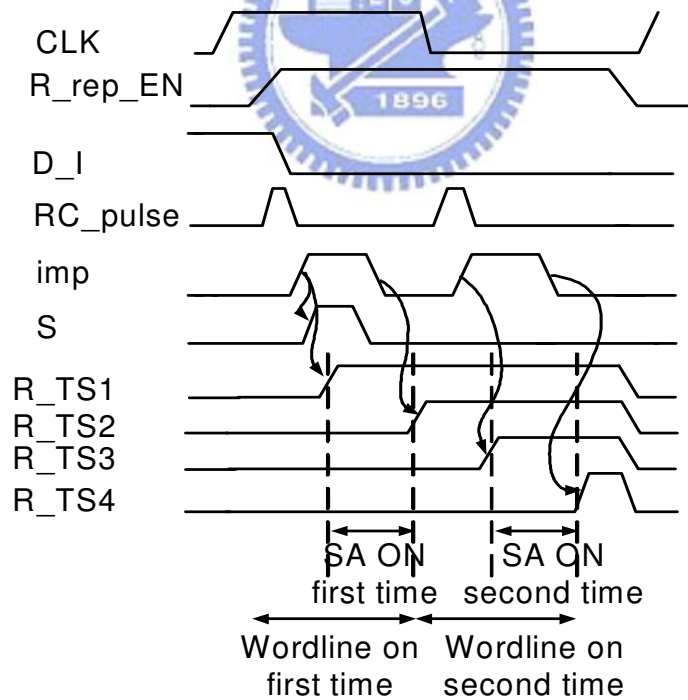 CLK
R_rep_EN
1896
D_I
RC_pulse
imp
S
R_TS1
R_TS2
R_TS3
R_TS4
SA ON
first time
SA ON
second time
Wordline on
first time
Wordline on
second time